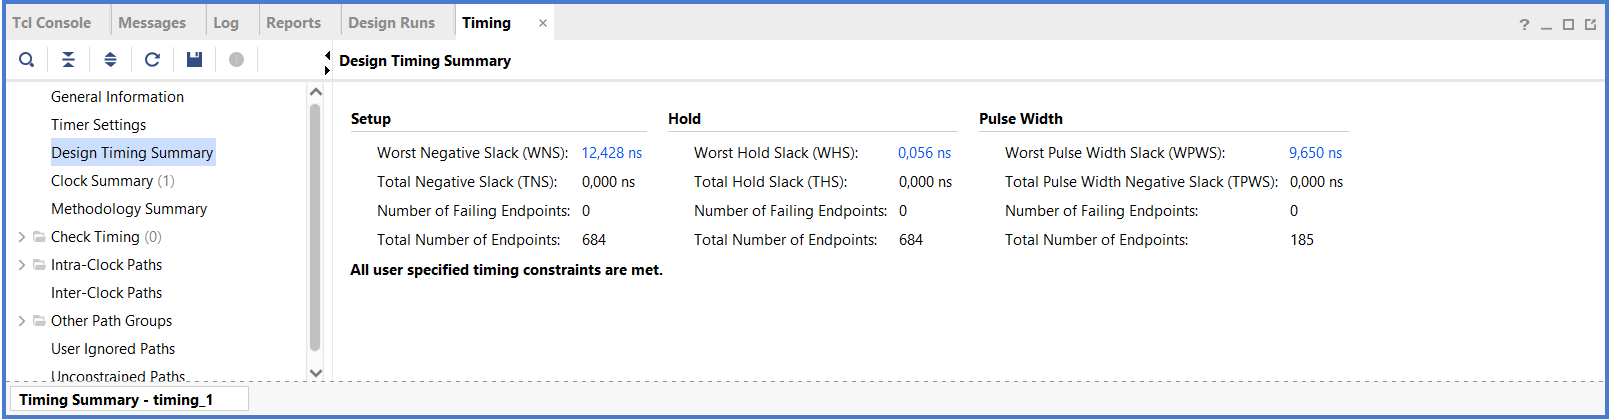 Tcl Console Messages Log Reports Design Runs Timing × ?
Design Timing Summary
General Information
Timer Settings
Design Timing Summary
Clock Summary (1)
Methodology Summary
Check Timing (0)
Intra-Clock Paths
Inter-Clock Paths
Other Path Groups
User Ignored Paths
Unconstrained Paths
Setup Hold Pulse Width
Worst Negative Slack (WNS): 12,428 ns Worst Hold Slack (WHS): 0,056 ns Worst Pulse Width Slack (WPWS): 9,650 ns
Total Negative Slack (TNS): 0,000 ns Total Hold Slack (THS): 0,000 ns Total Pulse Width Negative Slack (TPWS): 0,000 ns
Number of Failing Endpoints: 0 Number of Failing Endpoints: 0 Number of Failing Endpoints: 0
Total Number of Endpoints: 684 Total Number of Endpoints: 684 Total Number of Endpoints: 185
All user specified timing constraints are met.
Timing Summary - timing_1